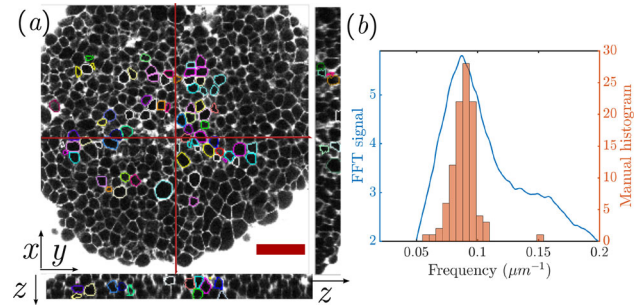 (a)
x
y
z
z
(b)
FFT signal
5
4
3
2
30
25
20
15
10
5
0
Manual histogram
0.05
0.1
0.15
0.2
Frequency (μm⁻¹)